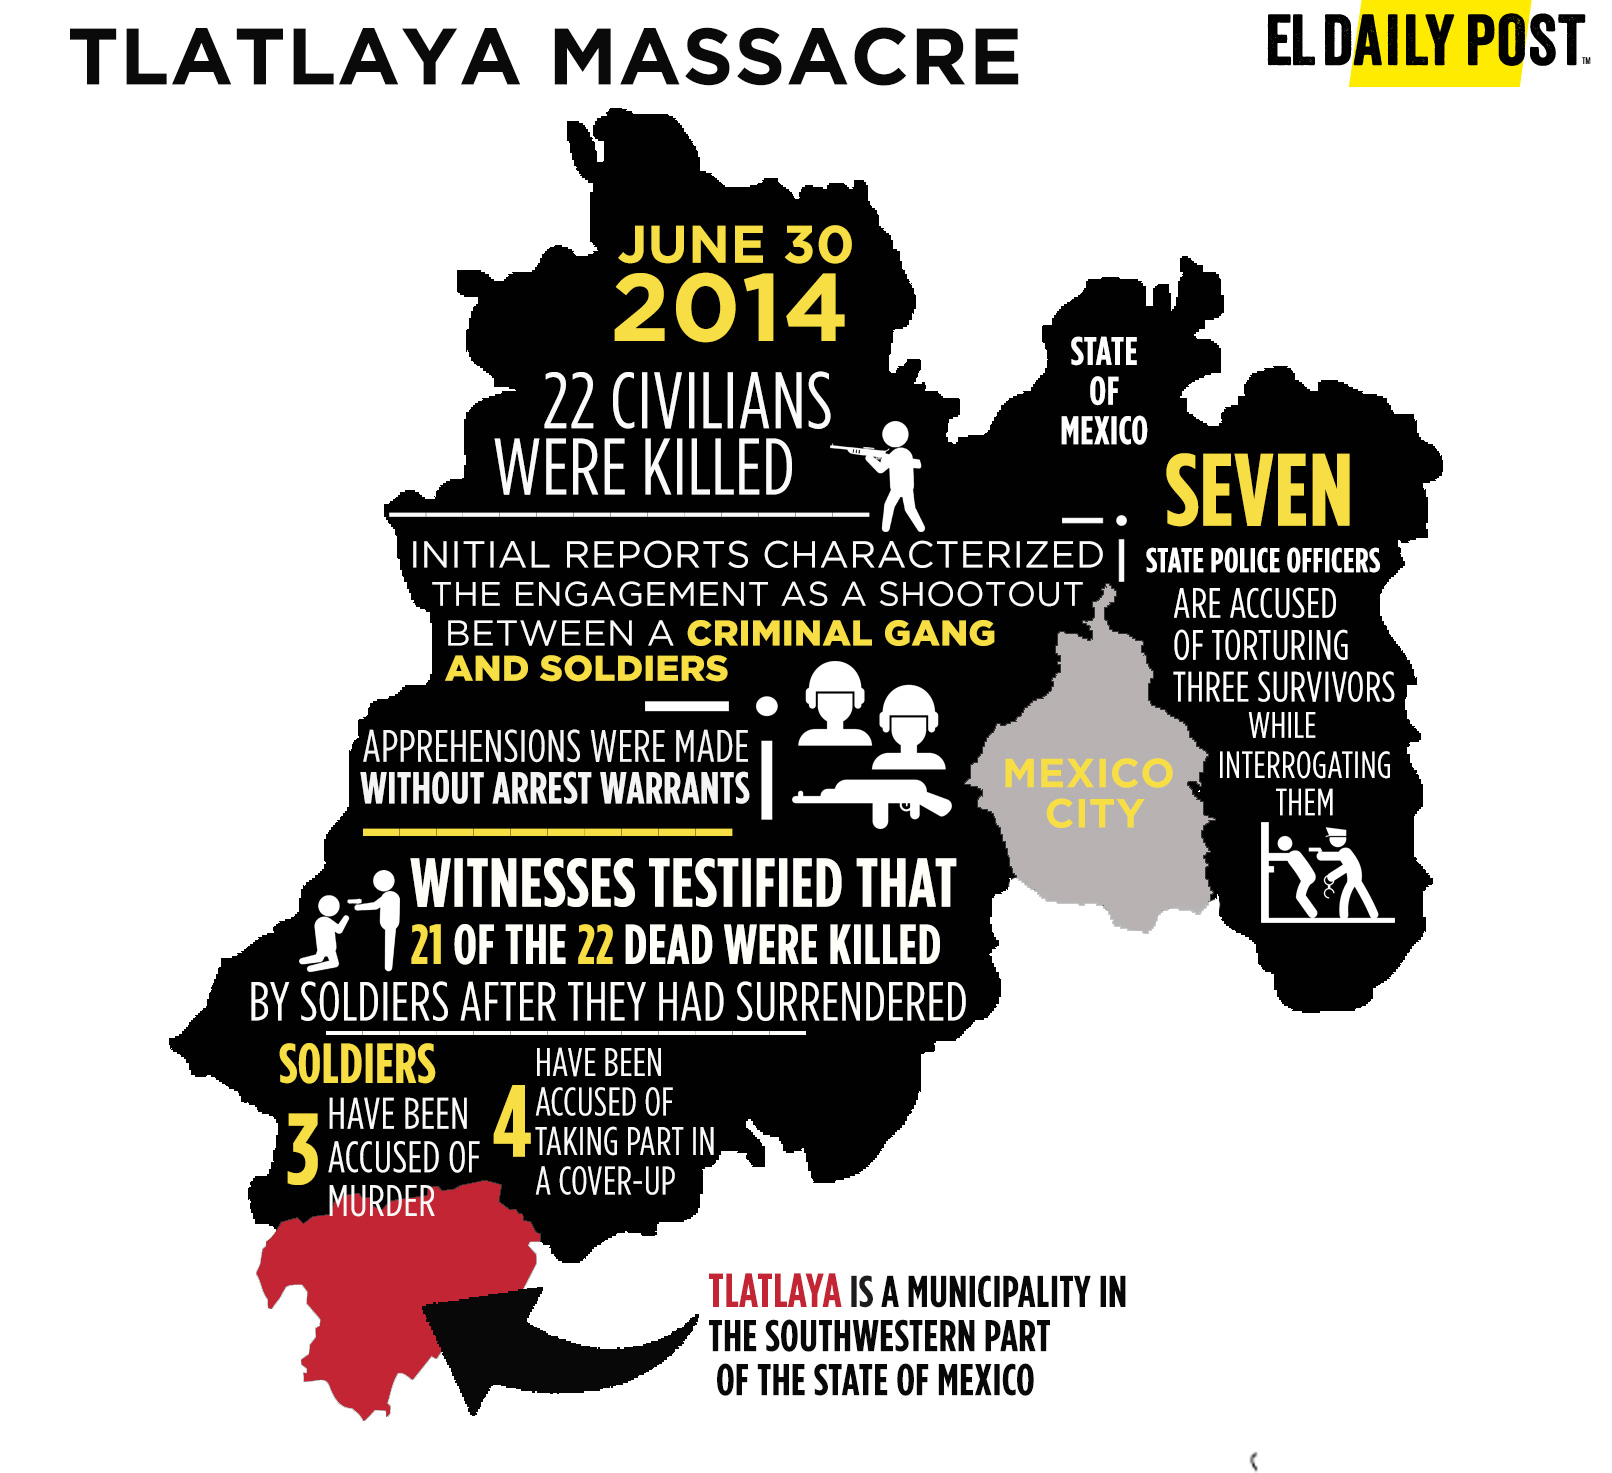 TLATLAYA MASSACRE
EL DAILY POST™
JUNE 30
2014
22 CIVILIANS
WERE KILLED
INITIAL REPORTS CHARACTERIZED
THE ENGAGEMENT AS A SHOOTOUT
BETWEEN A CRIMINAL GANG
AND SOLDIERS
APPREHENSIONS WERE MADE
WITHOUT ARREST WARRANTS
WITNESSES TESTIFIED THAT
21 OF THE 22 DEAD WERE KILLED
BY SOLDIERS AFTER THEY HAD SURRENDERED
SOLDIERS
3
HAVE BEEN
ACCUSED OF
MURDER
4
HAVE BEEN
ACCUSED OF
TAKING PART IN
A COVER-UP
STATE
OF
MEXICO
SEVEN
STATE POLICE OFFICERS
ARE ACCUSED
OF TORTURING
THREE SURVIVORS
WHILE
INTERROGATING
THEM
MEXICO
CITY
TLATLAYA IS A MUNICIPALITY IN
THE SOUTHWESTERN PART
OF THE STATE OF MEXICO